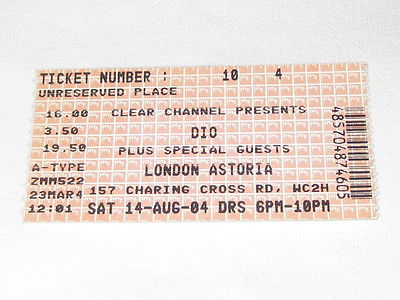 TICKET NUMBER : 10 4
UNRESERVED PLACE
16.00 CLEAR CHANNEL PRESENTS
3.50 DIO
19.50 PLUS SPECIAL GUESTS
A-TYPE LONDON ASTORIA
ZMM522
23MAR4 157 CHARING CROSS RD, WC2H
12:01 SAT 14-AUG-04 DRS 6PM-10PM
485704874605